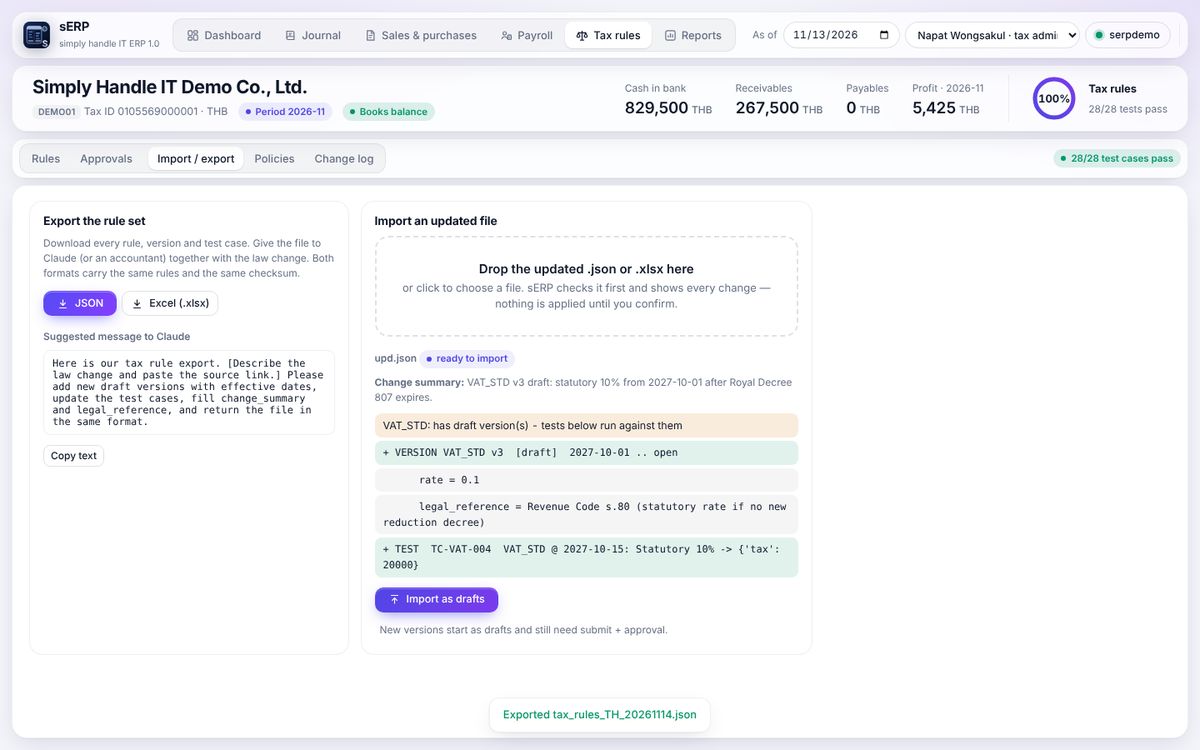 sERP
simply handle IT ERP 1.0
Dashboard
Journal
Sales & purchases
Payroll
Tax rules
Reports
As of
11/13/2026
Napat Wongsakul · tax admi
serpdemo
Simply Handle IT Demo Co., Ltd.
DEMO01 Tax ID 0105569000001 · THB
Period 2026-11
Books balance
Cash in bank
829,500 THB
Receivables
267,500 THB
Payables
0 THB
Profit · 2026-11
5,425 THB
100%
Tax rules
28/28 tests pass
Rules
Approvals
Import / export
Policies
Change log
28/28 test cases pass
Export the rule set
Download every rule, version and test case. Give the file to
Claude (or an accountant) together with the law change. Both
formats carry the same rules and the same checksum.
JSON
Excel (.xlsx)
Suggested message to Claude
Here is our tax rule export. [Describe the
law change and paste the source link.] Please
add new draft versions with effective dates,
update the test cases, fill change_summary
and legal_reference, and return the file in
the same format.
Copy text
Import an updated file
Drop the updated .json or .xlsx here
or click to choose a file. sERP checks it first and shows every change —
nothing is applied until you confirm.
upd.json ready to import
Change summary: VAT_STD v3 draft: statutory 10% from 2027-10-01 after Royal Decree
807 expires.
VAT_STD: has draft version(s) - tests below run against them
+ VERSION VAT_STD v3 [draft] 2027-10-01 .. open
rate = 0.1
legal_reference = Revenue Code s.80 (statutory rate if no new
reduction decree)
+ TEST TC-VAT-004 VAT_STD @ 2027-10-15: Statutory 10% -> {'tax':
20000}
Import as drafts
New versions start as drafts and still need submit + approval.
Exported tax_rules_TH_20261114.json